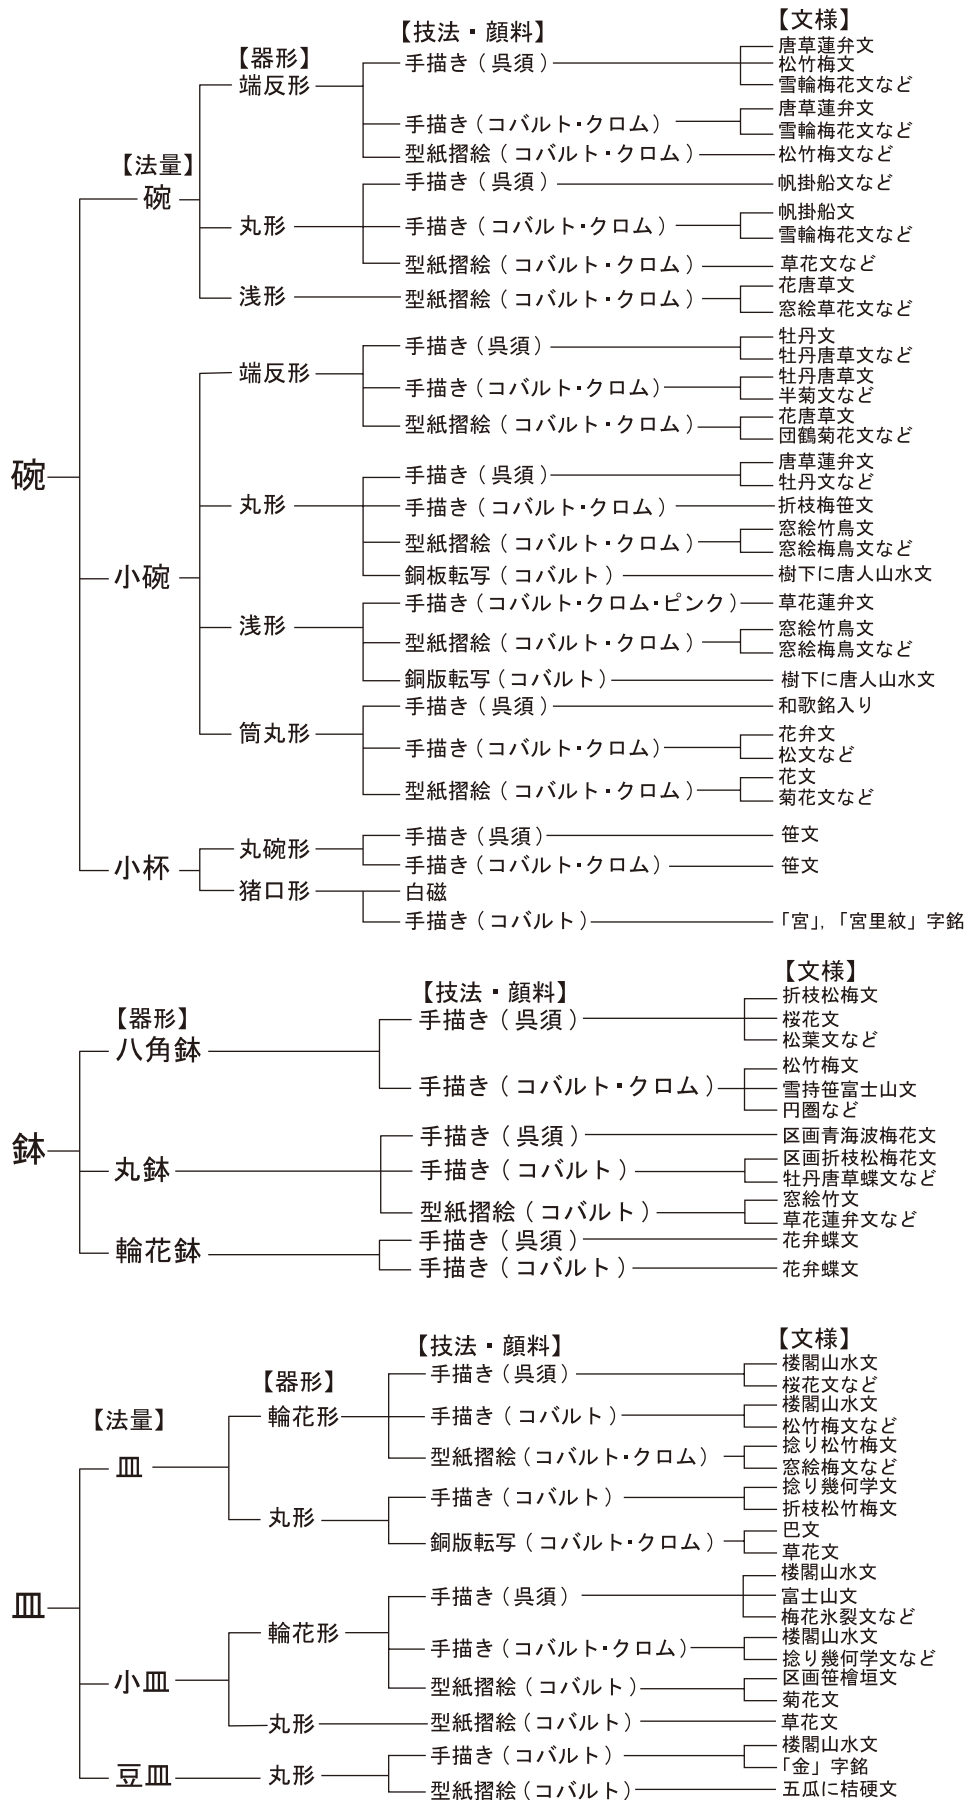 【文様】
【技法・顔料】
唐草蓮弁文
【器形】
手描き（呉須）
松竹梅文
端反形
雪輪梅花文など
唐草蓮弁文
手描き（コバルト・クロム）
雪輪梅花文など
型紙摺絵（コバルト・クロム）
松竹梅文など
【法量】
碗
手描き（呉須）
帆掛船文など
丸形
帆掛船文
手描き（コバルト・クロム）
雪輪梅花文など
型紙摺絵（コバルト・クロム）
草花文など
浅形
型紙摺絵（コバルト・クロム）
花唐草文
窓絵草花文など
牡丹文
手描き（呉須）
牡丹唐草文など
端反形
牡丹唐草文
手描き（コバルト・クロム）
半菊文など
花唐草文
型紙摺絵（コバルト・クロム）
団鶴菊花文など
碗
唐草蓮弁文
手描き（呉須）
牡丹文など
丸形
手描き（コバルト・クロム）
折枝梅笹文
窓絵竹鳥文
型紙摺絵（コバルト・クロム）
窓絵梅鳥文など
小碗
銅板転写（コバルト）
樹下に唐人山水文
手描き（コバルト・クロム・ピンク）
草花蓮弁文
浅形
窓絵竹鳥文
型紙摺絵（コバルト・クロム）
窓絵梅鳥文など
銅版転写（コバルト）
樹下に唐人山水文
手描き（呉須）
和歌銘入り
筒丸形
花弁文
手描き（コバルト・クロム）
松文など
花文
型紙摺絵（コバルト・クロム）
菊花文など
小杯
丸碗形
手描き（呉須）
笹文
手描き（コバルト・クロム）
笹文
猪口形
白磁
手描き（コバルト）
「宮」,「宮里紋」字銘
【文様】
【技法・顔料】
折枝松梅文
【器形】
手描き（呉須）
桜花文
八角鉢
松葉文など
松竹梅文
手描き（コバルト・クロム）
雪持笹富士山文
円圏など
鉢
手描き（呉須）
区画青海波梅花文
丸鉢
区画折枝松梅花文
手描き（コバルト）
牡丹唐草蝶文など
窓絵竹文
型紙摺絵（コバルト）
草花蓮弁文など
輪花鉢
手描き（呉須）
花弁蝶文
手描き（コバルト）
花弁蝶文
【文様】
【技法・顔料】
楼閣山水文
【器形】
手描き（呉須）
桜花文など
【法量】
輪花形
楼閣山水文
手描き（コバルト）
松竹梅文など
捻り松竹梅文
型紙摺絵（コバルト・クロム）
窓絵梅文など
皿
捻り幾何学文
手描き（コバルト）
折枝松竹梅文
丸形
巴文
銅版転写（コバルト・クロム）
草花文
皿
楼閣山水文
手描き（呉須）
富士山文
梅花氷裂文など
輪花形
楼閣山水文
手描き（コバルト・クロム）
捻り幾何学文など
小皿
区画笹檜垣文
型紙摺絵（コバルト）
菊花文
丸形
型紙摺絵（コバルト）
草花文
豆皿
丸形
楼閣山水文
手描き（コバルト）
「金」字銘
型紙摺絵（コバルト）
五瓜に桔硬文